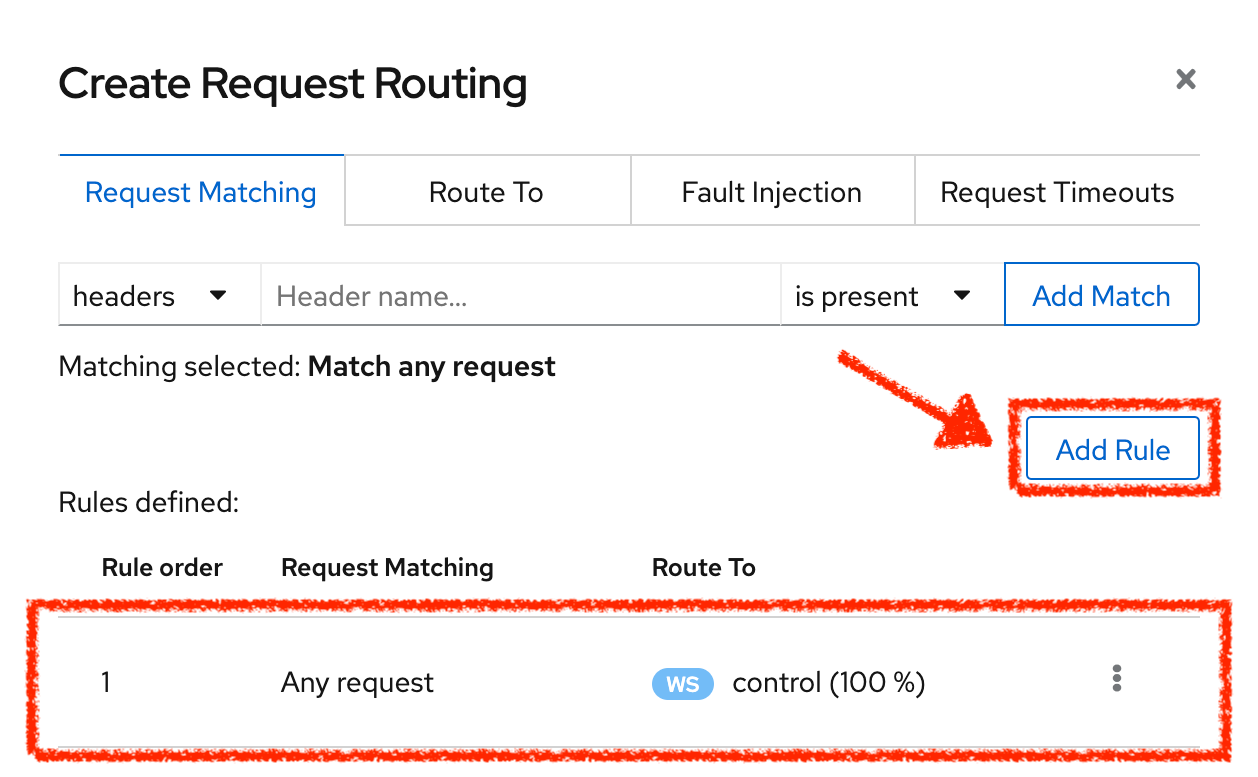 Create Request Routing
Request Matching Route To Fault Injection Request Timeouts
headers Header name... is present Add Match
Matching selected: Match any request
Add Rule
Rules defined:
Rule order Request Matching Route To
1 Any request WS control (100 %)